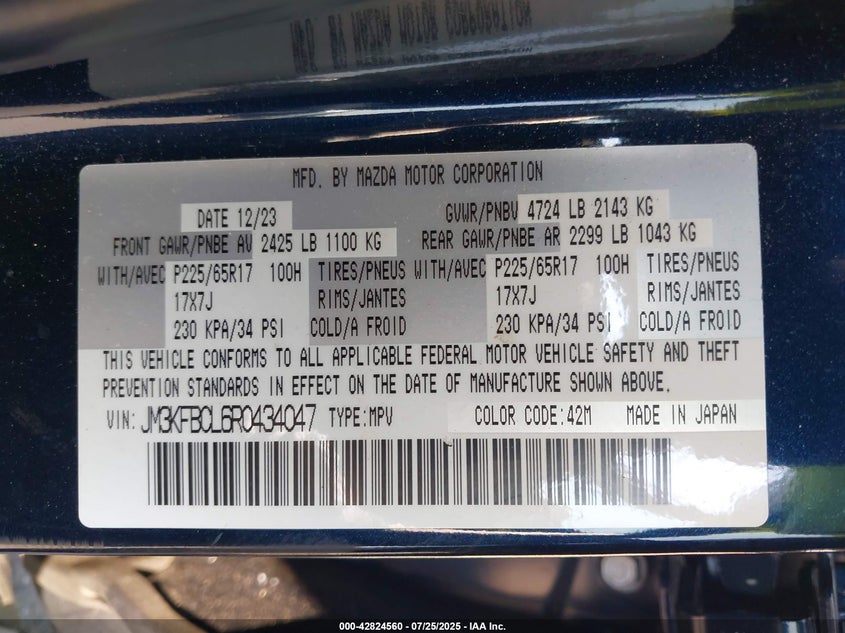 MFD. BY MAZDA MOTOR CORPORATION
DATE 12/23 GVWR/PNBV 4724 LB 2143 KG
FRONT GAWR/PNBE AV 2425 LB 1100 KG REAR GAWR/PNBE AR 2299 LB 1043 KG
WITH/AVEC P225/65R17 100H TIRES/PNEUS WITH/AVEC P225/65R17 100H TIRES/PNEUS
17X7J RIMS/JANTES 17X7J RIMS/JANTES
230 KPA/34 PSI COLD/A FROID 230 KPA/34 PSI COLD/A FROID
THIS VEHICLE CONFORMS TO ALL APPLICABLE FEDERAL MOTOR VEHICLE SAFETY AND THEFT
PREVENTION STANDARDS IN EFFECT ON THE DATE OF MANUFACTURE SHOWN ABOVE.
VIN: JM3KFBCL6R0434047 TYPE:MPV COLOR CODE:42M MADE IN JAPAN
000-42824560 - 07/25/2025 - IAA Inc.